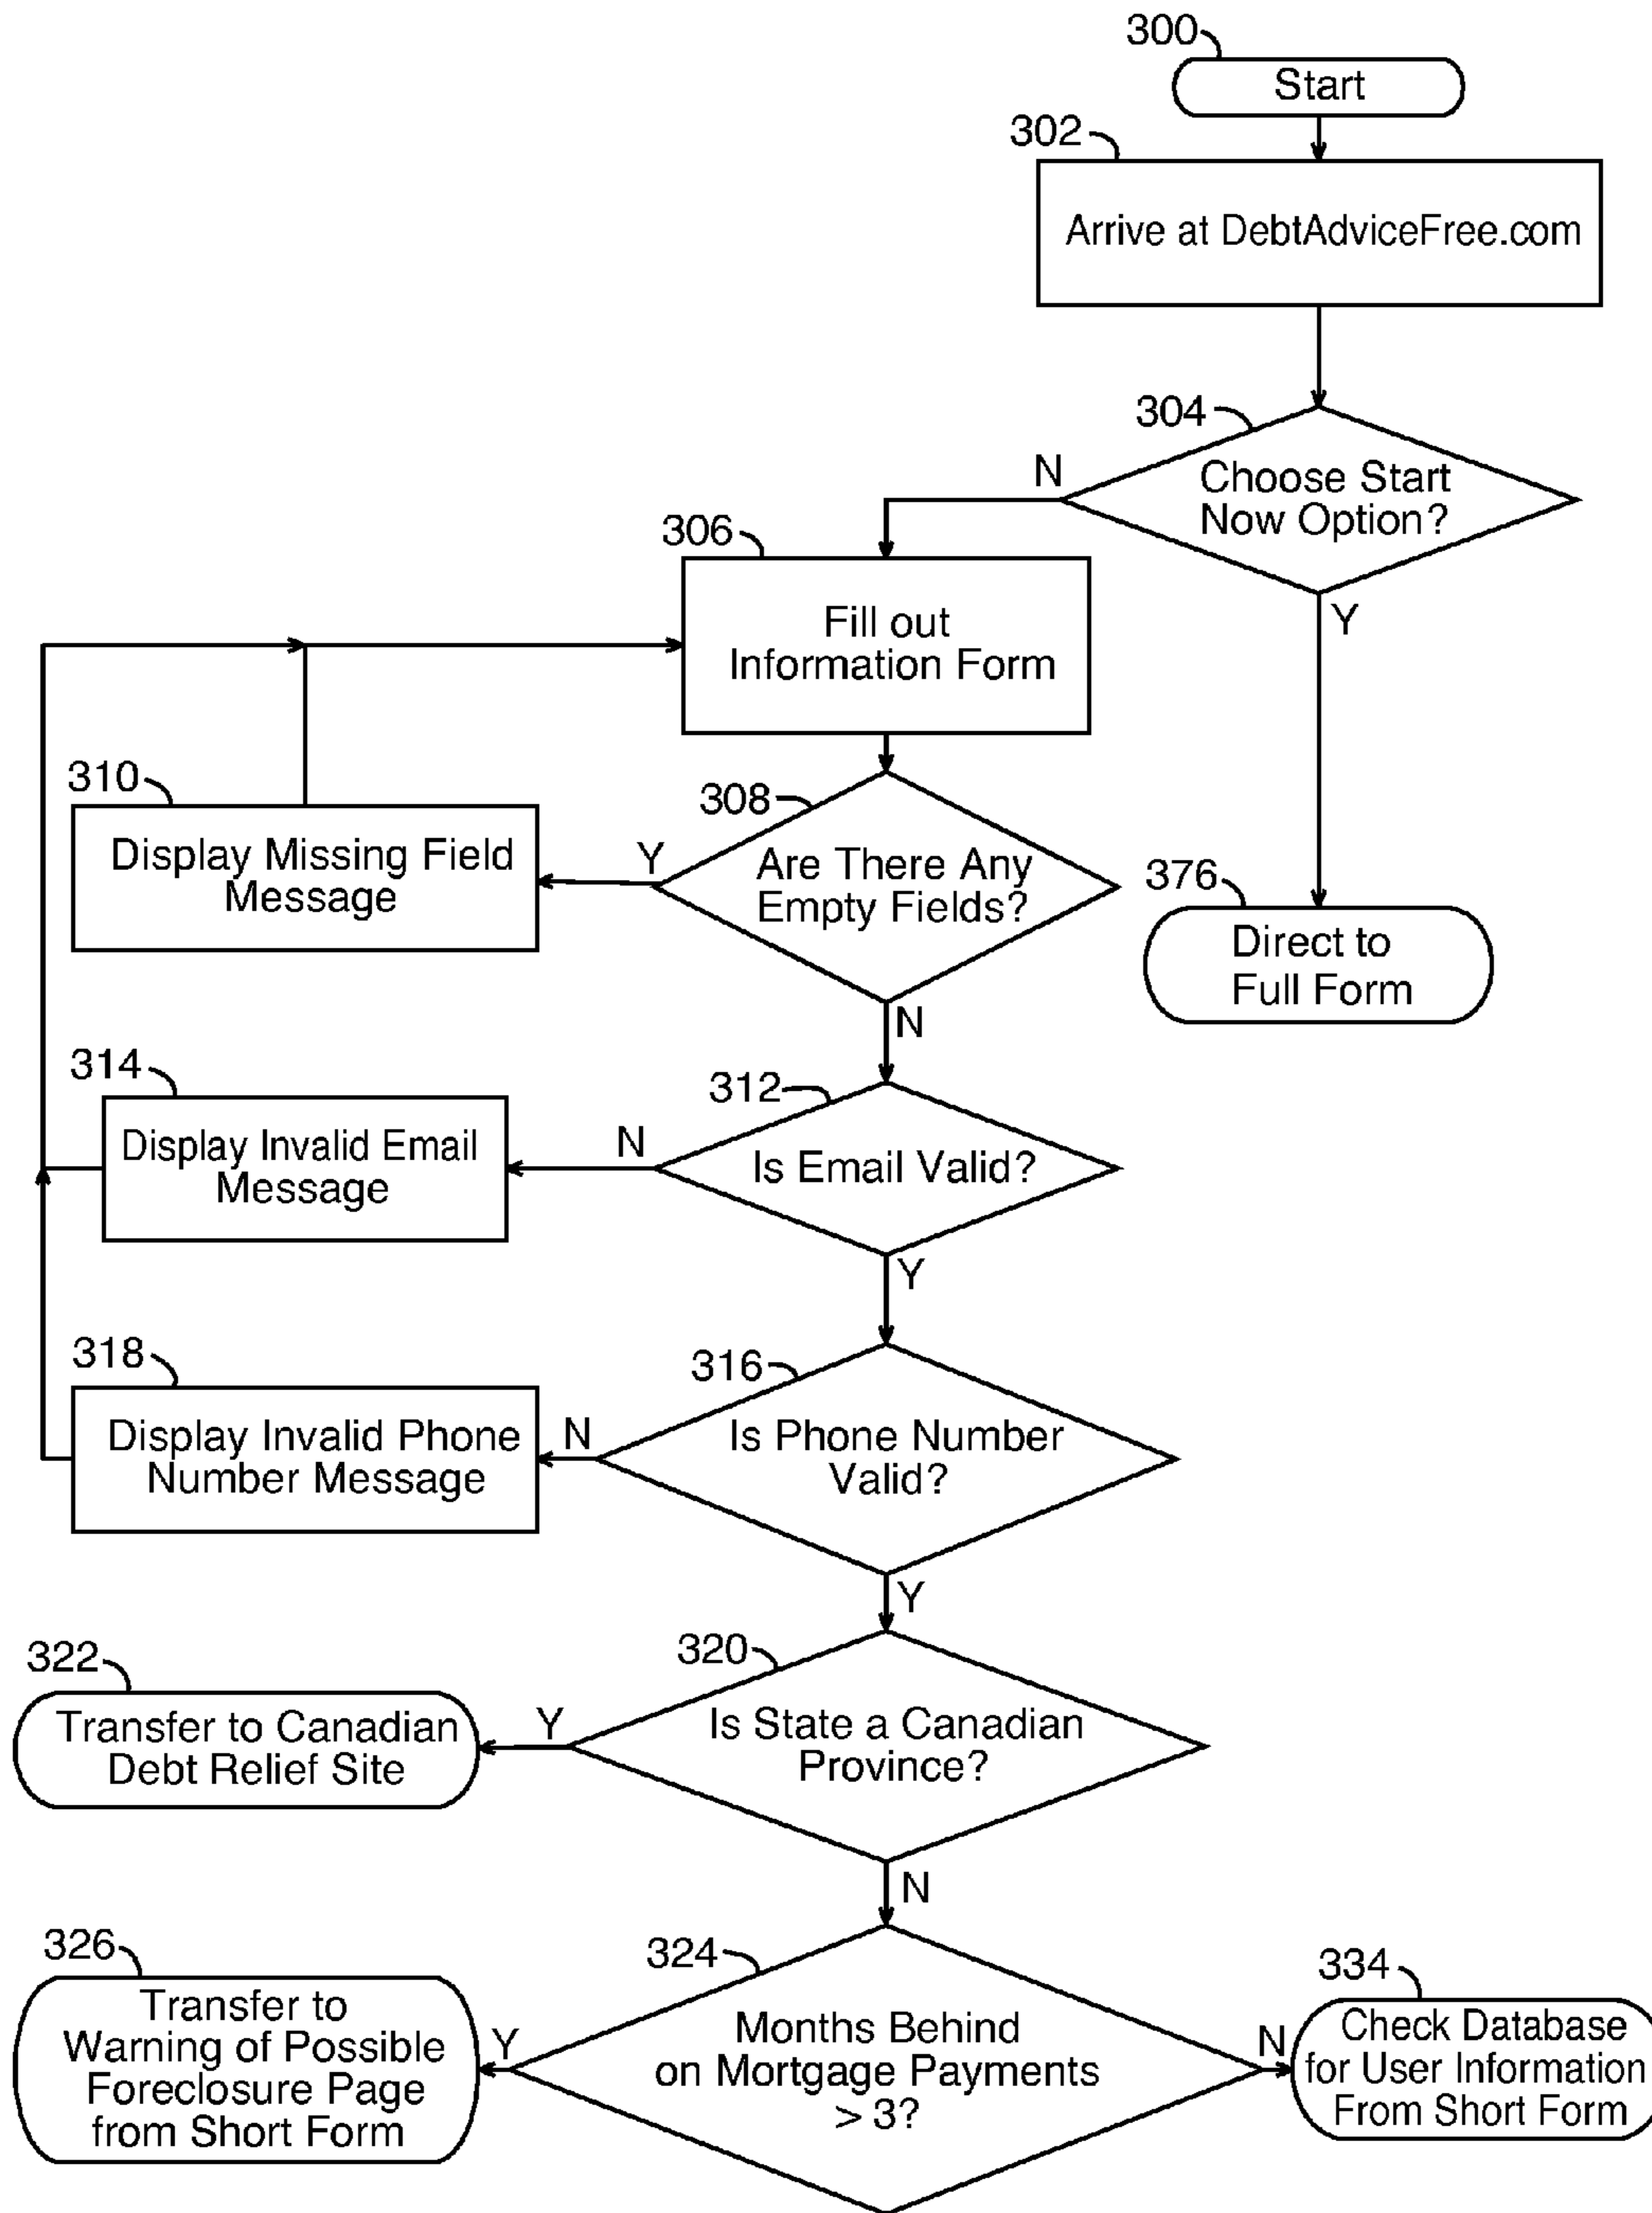 300
Start
302
Arrive at DebtAdviceFree.com
304
N
Choose Start
Now Option?
306
Y
Fill out
Information Form
310
308
Display Missing Field
Message
Y
Are There Any
Empty Fields?
376
Direct to
Full Form
N
314
312
Display Invalid Email
Message
N
Is Email Valid?
Y
318
316
Display Invalid Phone
Number Message
N
Is Phone Number
Valid?
Y
322
320
Transfer to Canadian
Debt Relief Site
Y
Is State a Canadian
Province?
N
326
324
334
Transfer to
Warning of Possible
Foreclosure Page
from Short Form
Y
Months Behind
on Mortgage Payments
> 3?
N
Check Database
for User Information
From Short Form